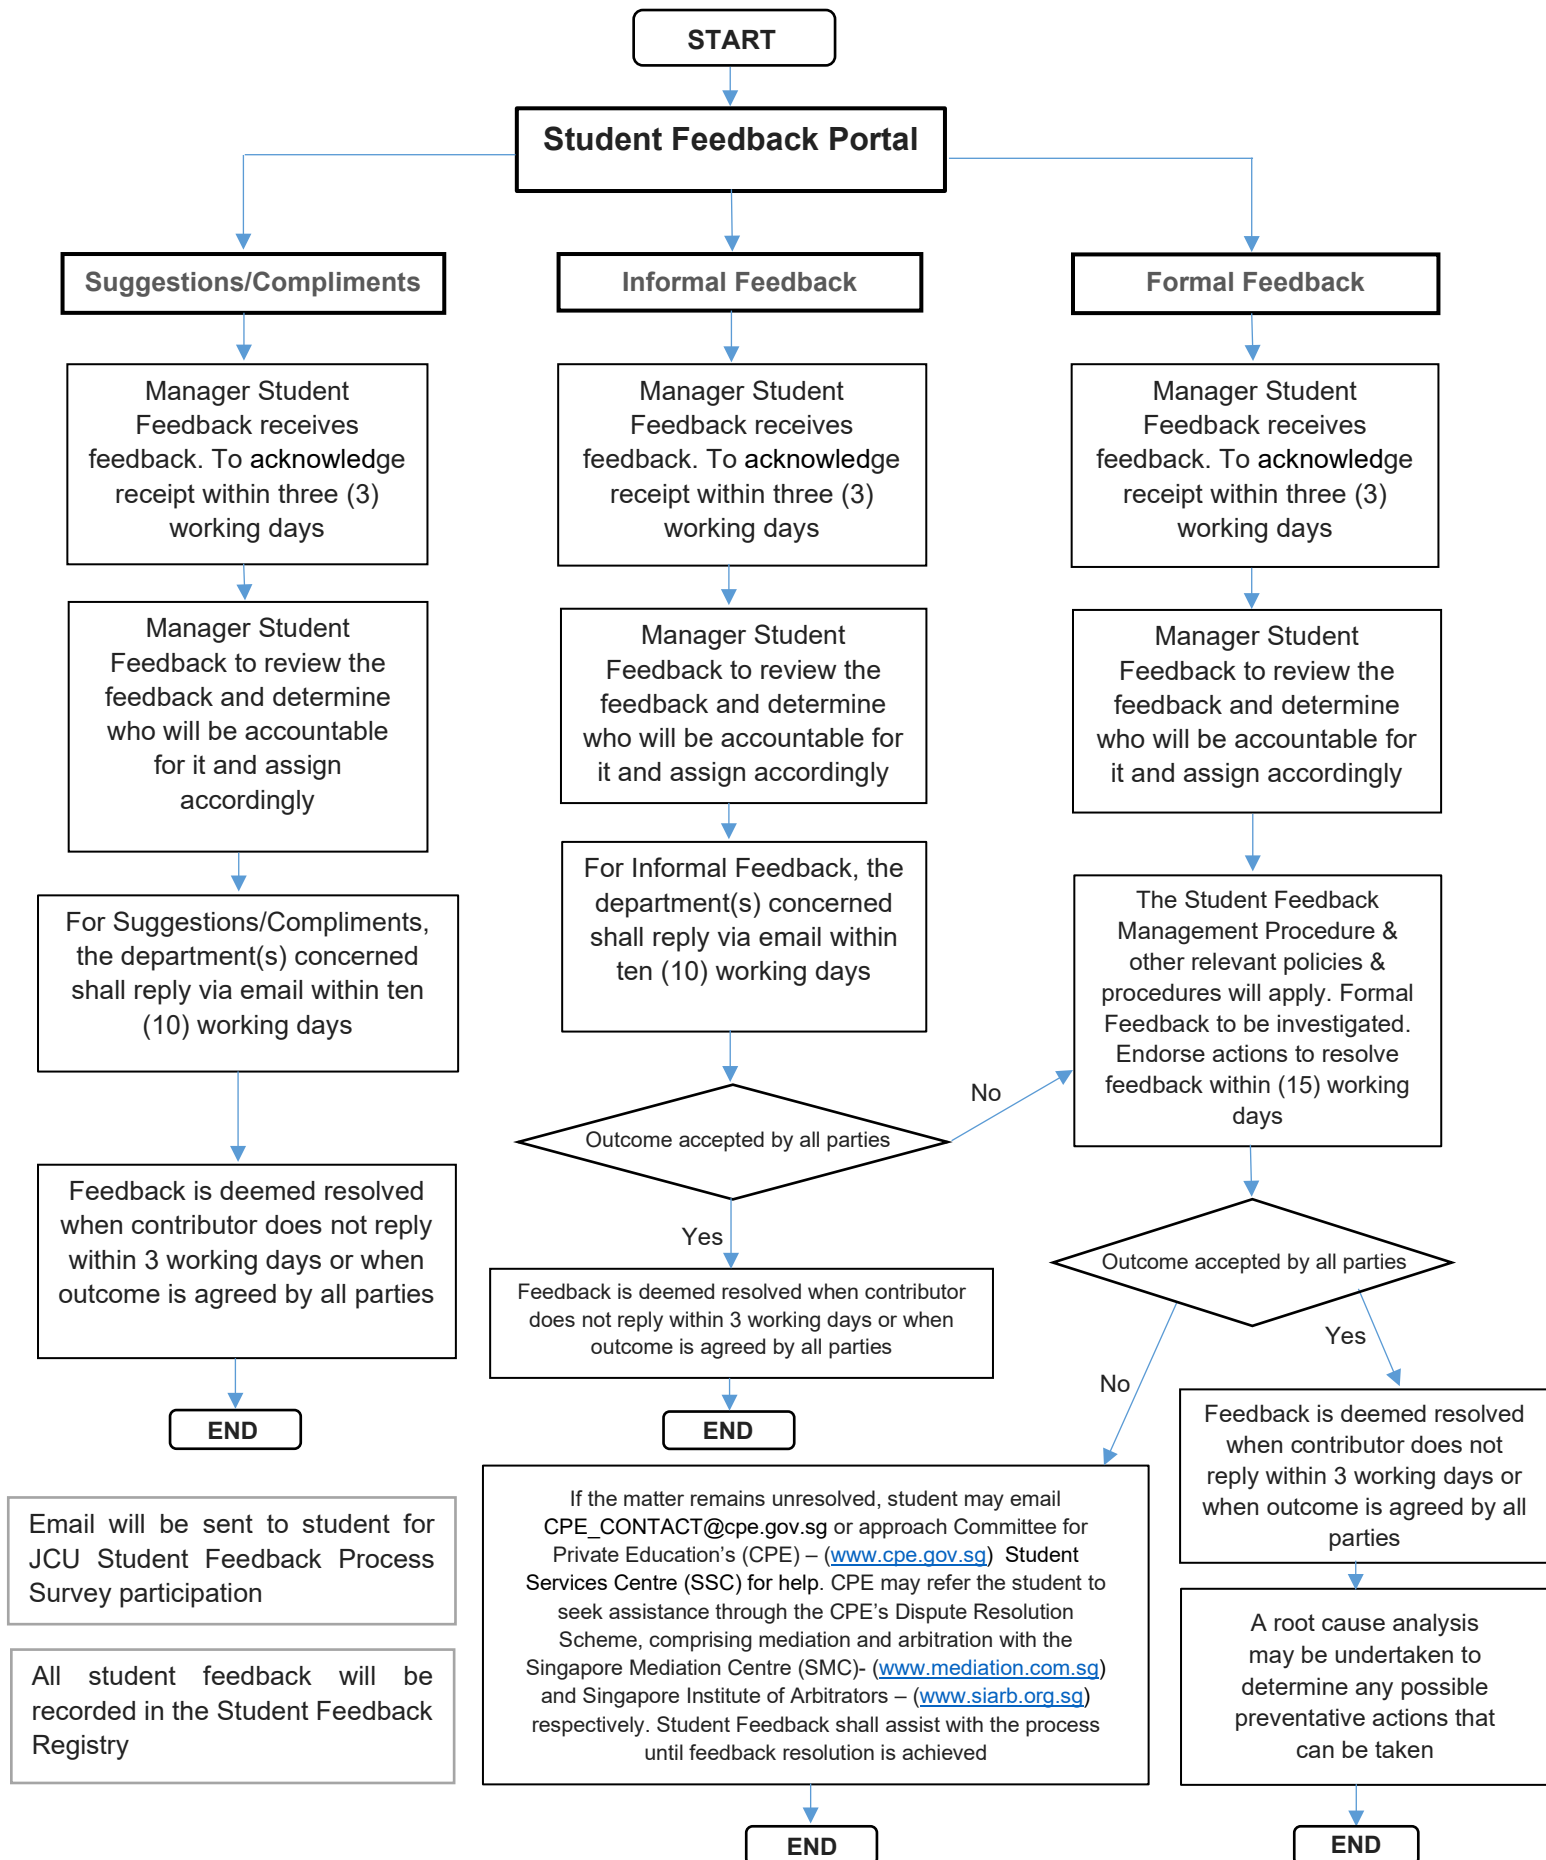 START
Student Feedback Portal
Suggestions/Compliments
Informal Feedback
Formal Feedback
Manager Student
Feedback receives
feedback. To acknowledge
receipt within three (3)
working days
Manager Student
Feedback receives
feedback. To acknowledge
receipt within three (3)
working days
Manager Student
Feedback receives
feedback. To acknowledge
receipt within three (3)
working days
Manager Student
Feedback to review the
feedback and determine
who will be accountable
for it and assign
accordingly
Manager Student
Feedback to review the
feedback and determine
who will be accountable for
it and assign accordingly
Manager Student
Feedback to review the
feedback and determine
who will be accountable for
it and assign accordingly
For Suggestions/Compliments,
the department(s) concerned
shall reply via email within ten
(10) working days
For Informal Feedback, the
department(s) concerned
shall reply via email within
ten (10) working days
The Student Feedback
Management Procedure &
other relevant policies &
procedures will apply. Formal
Feedback to be investigated.
Endorse actions to resolve
feedback within (15) working
days
No
Outcome accepted by all parties
Feedback is deemed resolved
when contributor does not reply
within 3 working days or when
outcome is agreed by all parties
Yes
Outcome accepted by all parties
Feedback is deemed resolved when contributor
does not reply within 3 working days or when
outcome is agreed by all parties
Yes
No
END
END
Feedback is deemed resolved
when contributor does not
reply within 3 working days or
when outcome is agreed by all
parties
If the matter remains unresolved, student may email
CPE_CONTACT@cpe.gov.sg or approach Committee for
Private Education's (CPE) – (www.cpe.gov.sg) Student
Services Centre (SSC) for help. CPE may refer the student to
seek assistance through the CPE's Dispute Resolution
Scheme, comprising mediation and arbitration with the
Singapore Mediation Centre (SMC)- (www.mediation.com.sg)
and Singapore Institute of Arbitrators – (www.siarb.org.sg)
respectively. Student Feedback shall assist with the process
until feedback resolution is achieved
Email will be sent to student for
JCU Student Feedback Process
Survey participation
A root cause analysis
may be undertaken to
determine any possible
preventative actions that
can be taken
All student feedback will be
recorded in the Student Feedback
Registry
END
END